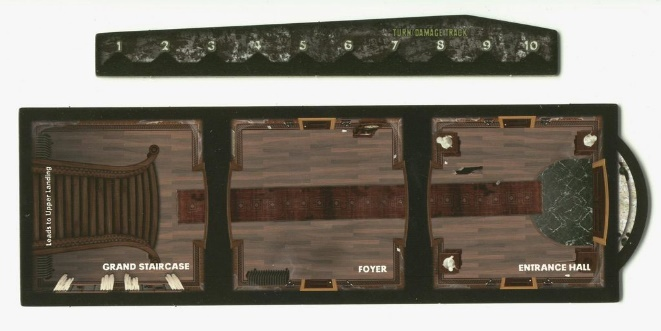 TURN/DAMAGE TRACK
1 2 3 4 5 6 7 8 9 10
Leads to Upper Landing
GRAND STAIRCASE
FOYER
ENTRANCE HALL